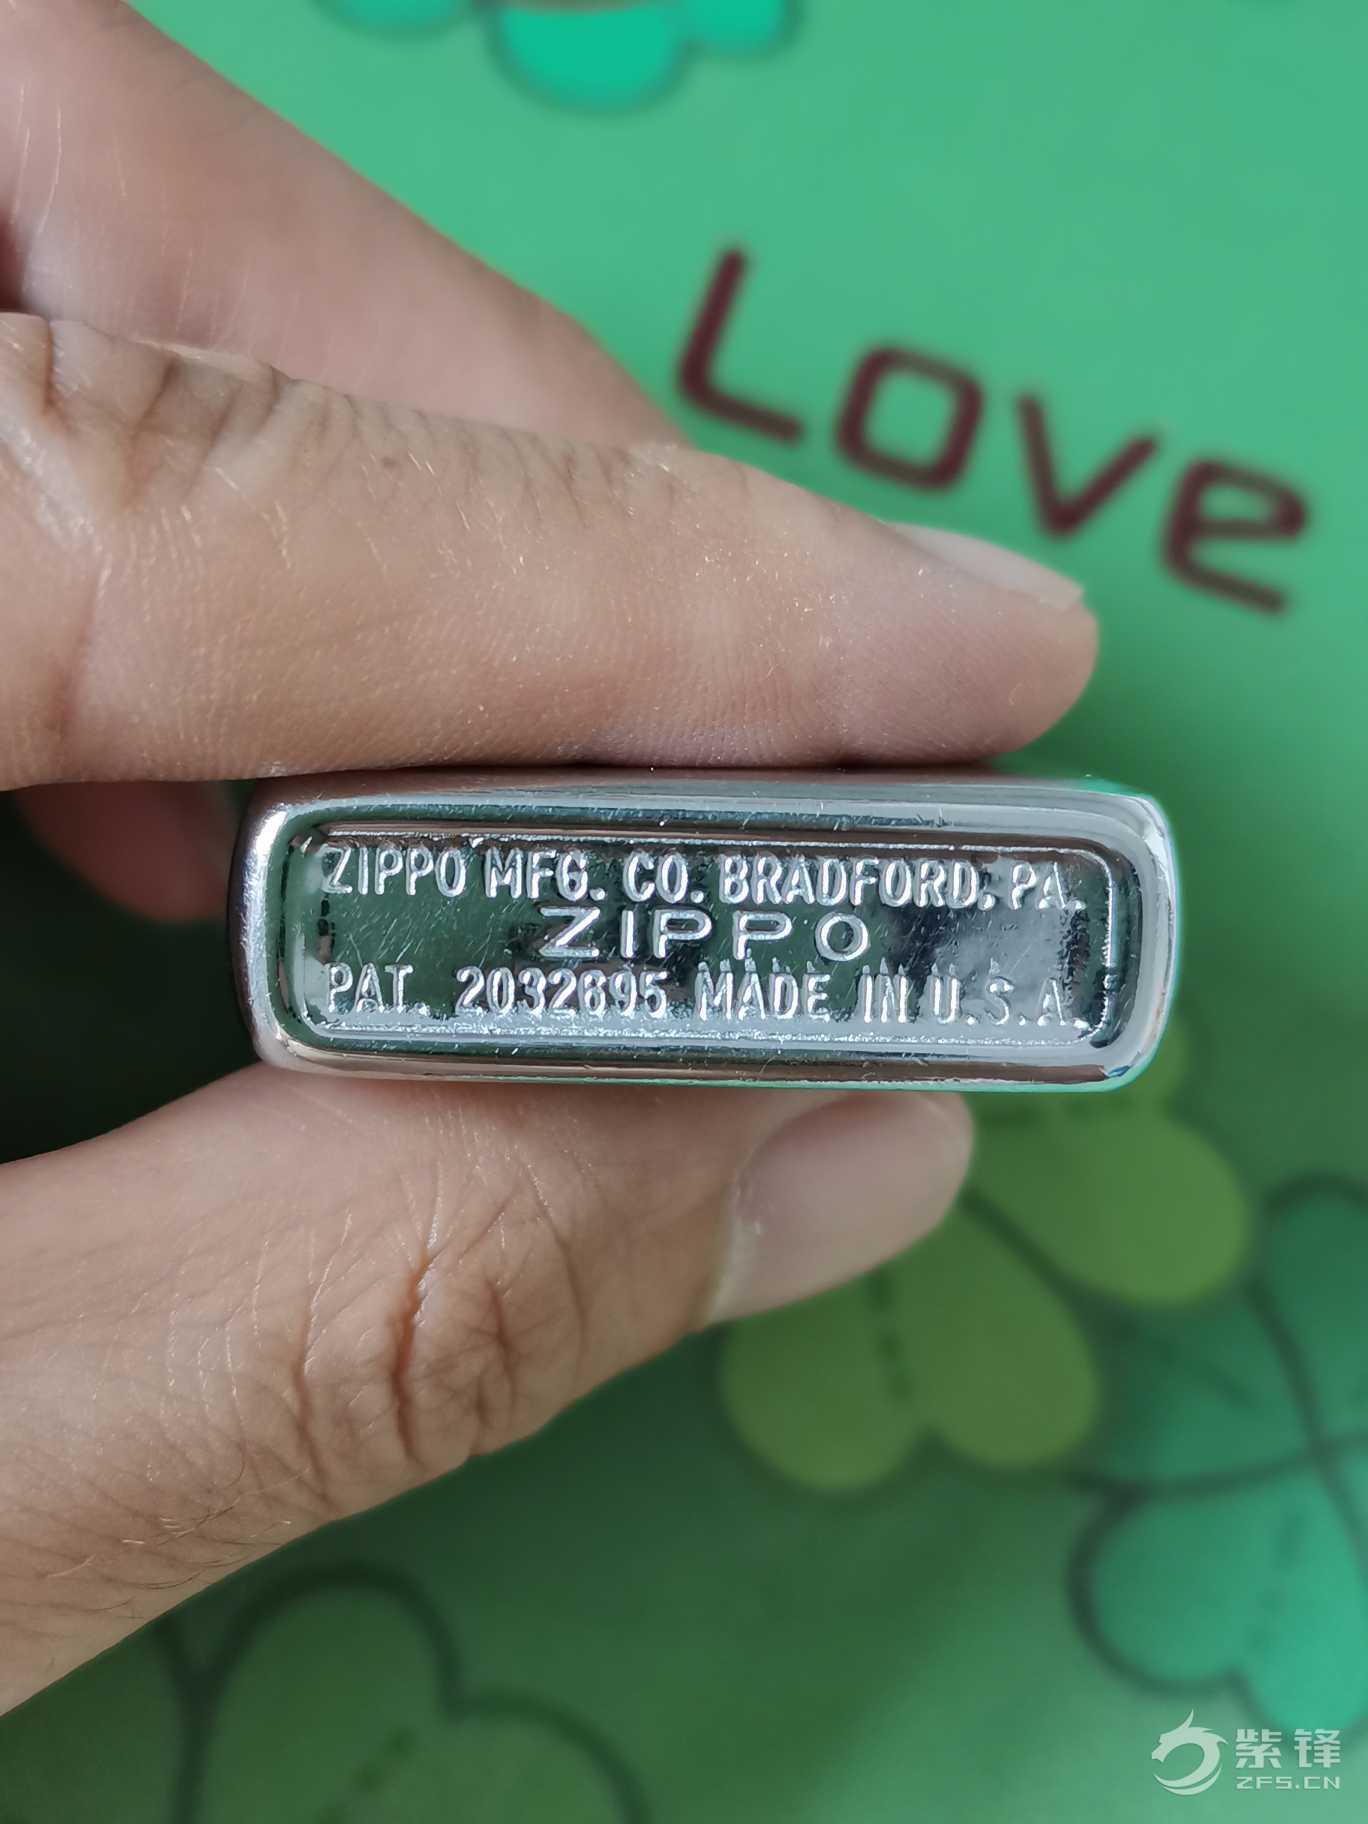 Love
ZIPPO MFG. CO. BRADFORD. PA.
ZIPPO
PAT. 2032695 MADE IN U.S.A.
紫锋
ZFS.CN